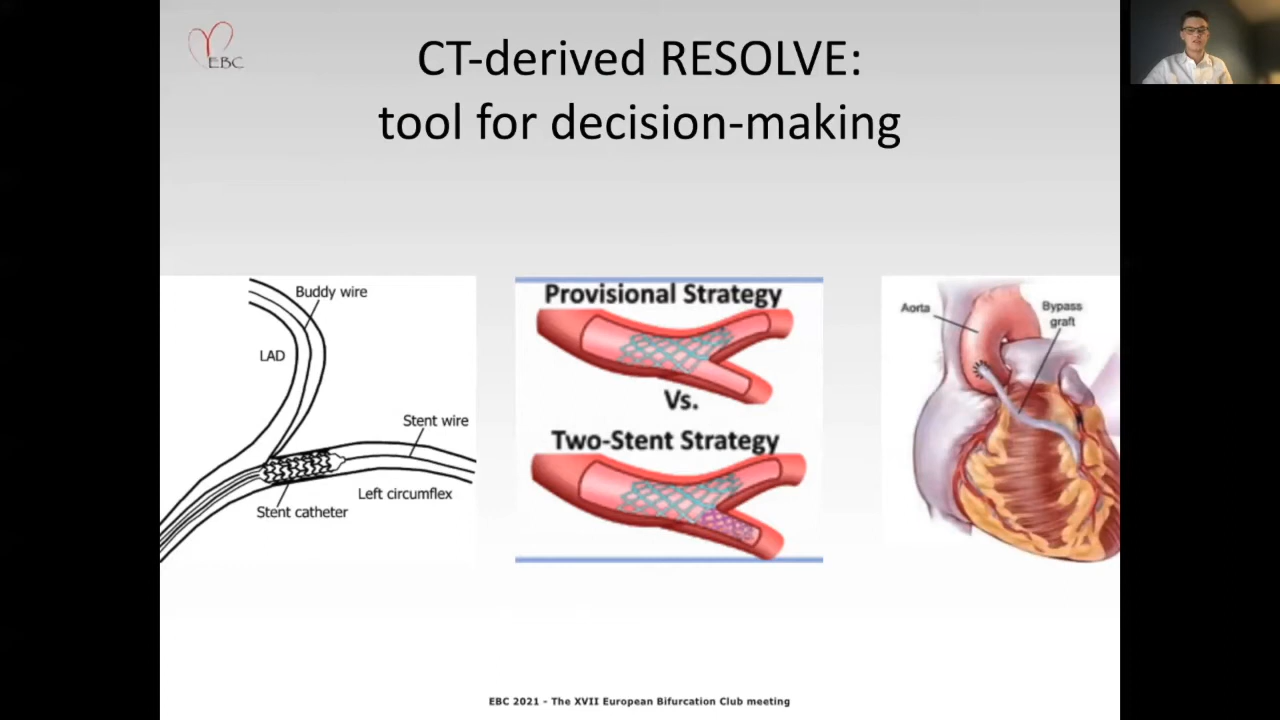 EBC
CT-derived RESOLVE:
tool for decision-making
Buddy wire
LAD
Stent wire
Left circumflex
Stent catheter
Provisional Strategy
Vs.
Two-Stent Strategy
Aorta
Bypass
graft
EBC 2021 - The XVII European Bifurcation Club meeting